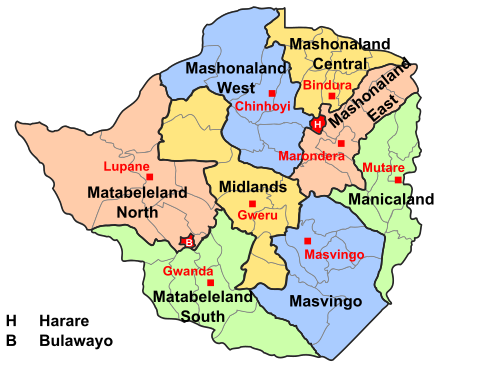 Mashonaland
Central
Mashonaland
West
Bindura
Mashonaland
East
Chinhoyi
H
Marondera
Lupane
Mutare
Matabeleland
North
Midlands
Manicaland
Gweru
B
Masvingo
Gwanda
Matabeleland
South
Masvingo
H Harare
B Bulawayo